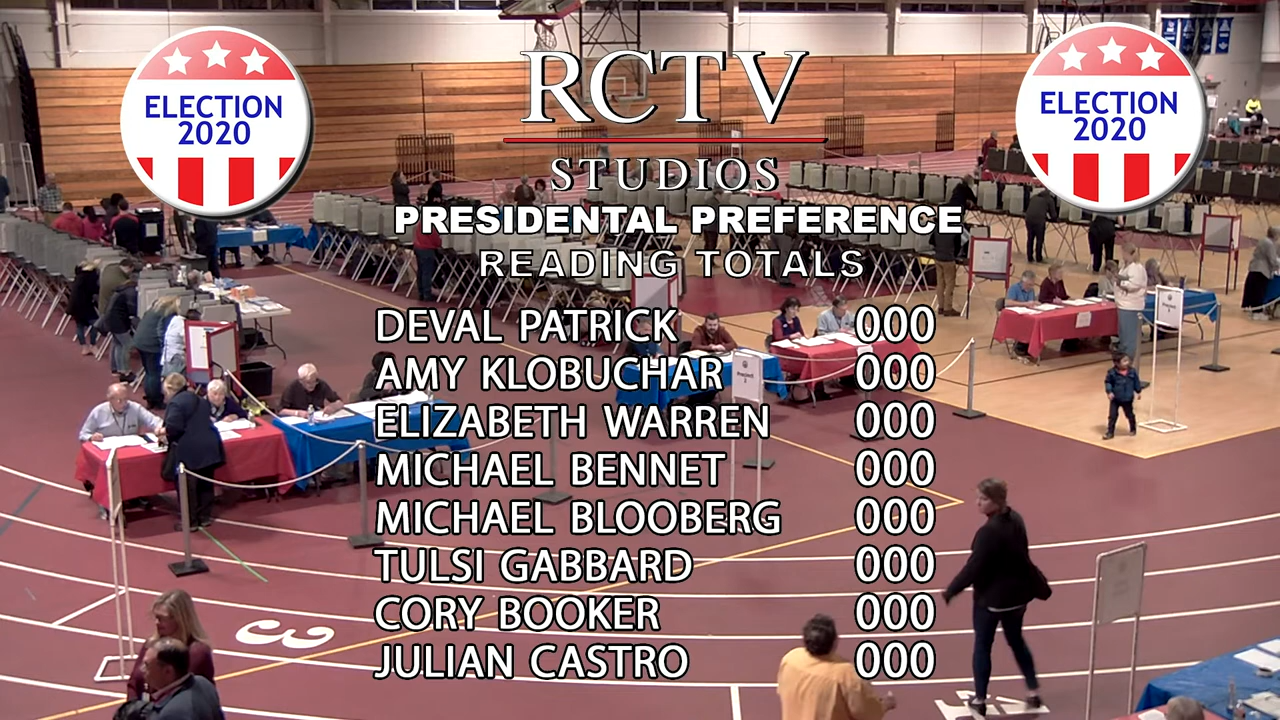 ELECTION
2020
RCTV
STUDIOS
ELECTION
2020
PRESIDENTAL PREFERENCE
READING TOTALS
DEVAL PATRICK 000
AMY KLOBUCHAR 000
ELIZABETH WARREN 000
MICHAEL BENNET 000
MICHAEL BLOOBERG 000
TULSI GABBARD 000
CORY BOOKER 000
JULIAN CASTRO 000
3